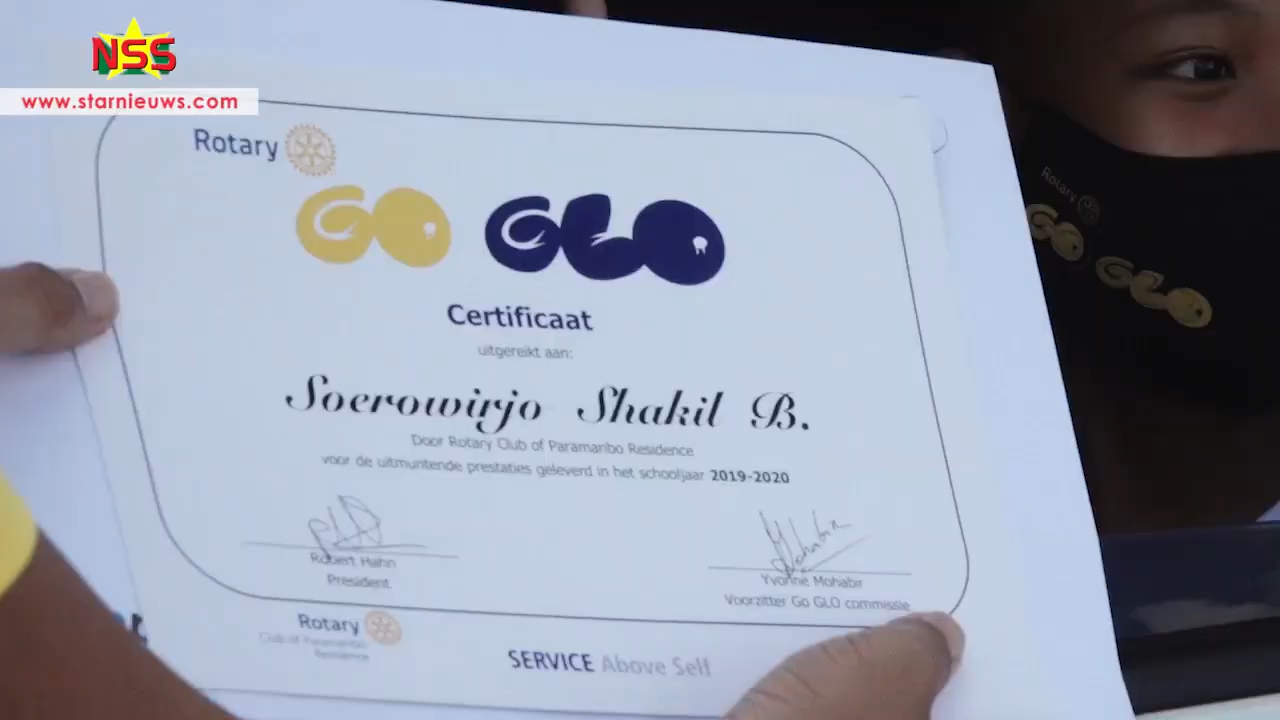 NSS
www.starnieuws.com
Rotary
GO GLO
Certificaat
uitgereikt aan:
Soerowirjo Shakil B.
Door Rotary Club of Paramaribo Residence
voor de uitmuntende prestaties geleverd in het schooljaar 2019-2020
Robert Hahn
President
Yvonne Mohabir
Voorzitter Go GLO commissie
Rotary
Club of Paramaribo
Residence
SERVICE Above Self
Rotary
GO GLO